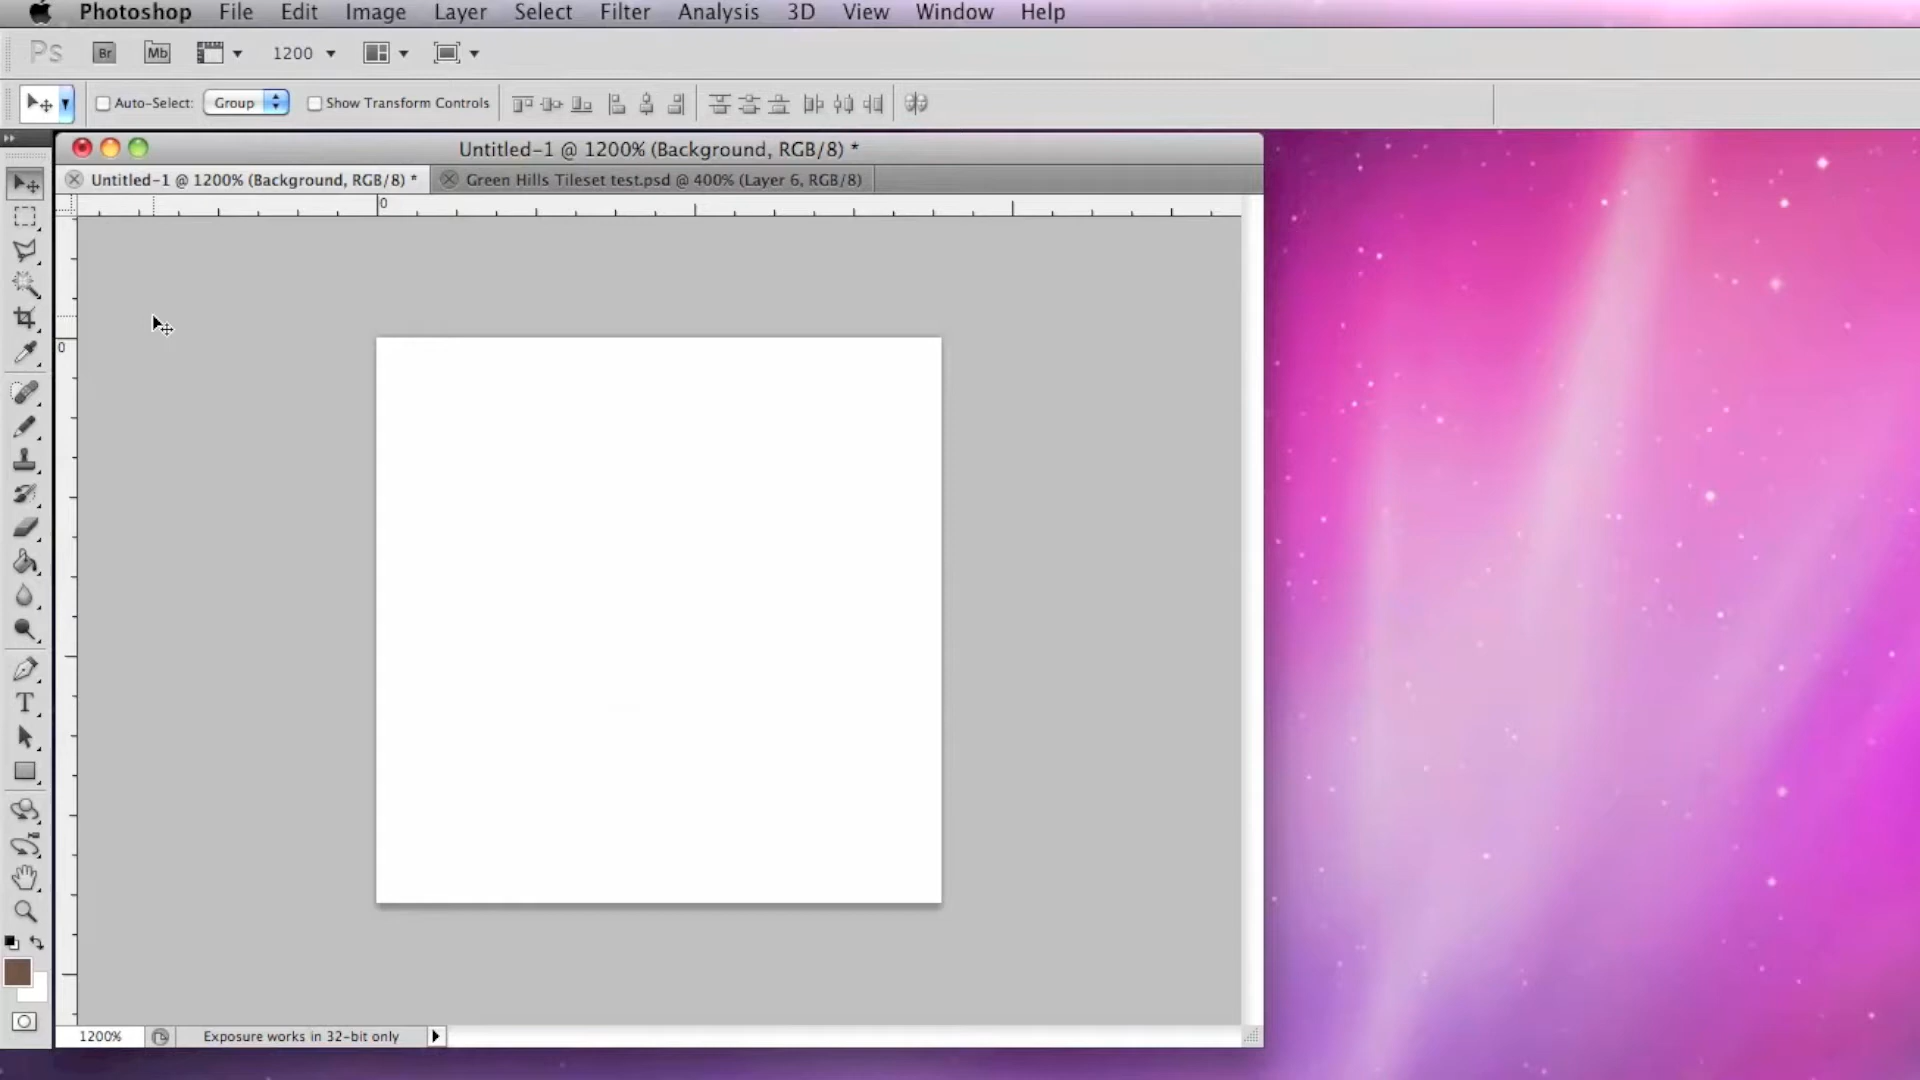 Photoshop File Edit Image Layer Select Filter Analysis 3D View Window Help
Ps Br Mb 1200
Auto-Select: Group Show Transform Controls
Untitled-1 @ 1200% (Background, RGB/8) *
Untitled-1 @ 1200% (Background, RGB/8) * Green Hills Tileset test.psd @ 400% (Layer 6, RGB/8)
0
0
T
1200% Exposure works in 32-bit only